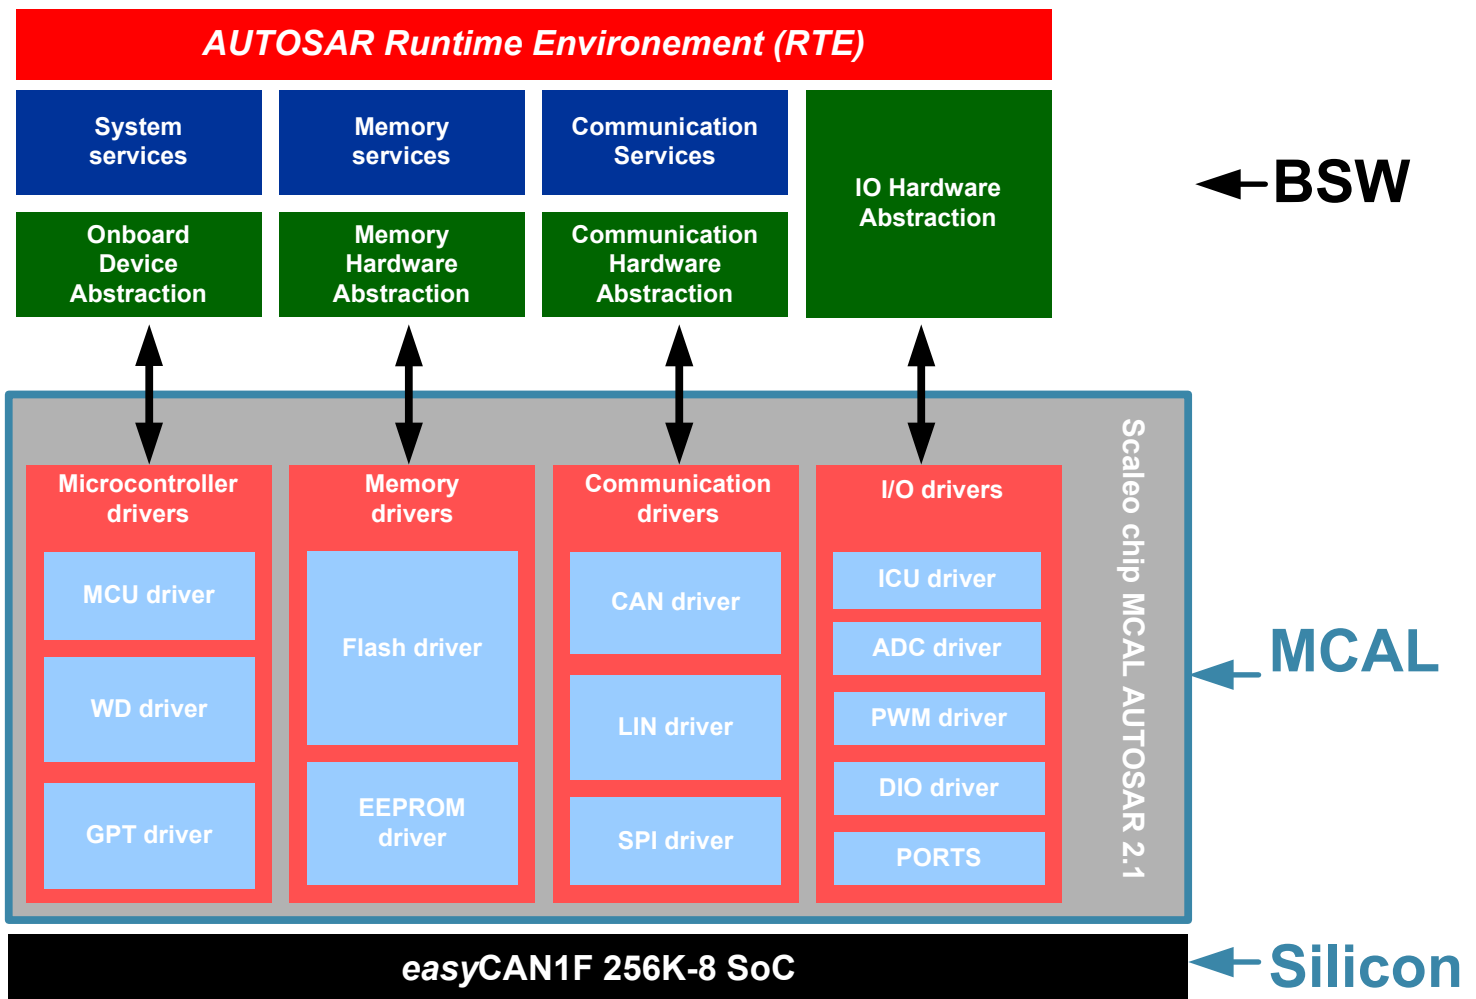 AUTOSAR Runtime Environement (RTE)
System
services
Memory
services
Communication
Services
IO Hardware
Abstraction
BSW
Onboard
Device
Abstraction
Memory
Hardware
Abstraction
Communication
Hardware
Abstraction
Microcontroller
drivers
MCU driver
WD driver
GPT driver
Memory
drivers
Flash driver
EEPROM
driver
Communication
drivers
CAN driver
LIN driver
SPI driver
I/O drivers
ICU driver
ADC driver
PWM driver
DIO driver
PORTS
Scaleo chip MCAL AUTOSAR 2.1
MCAL
easyCAN1F 256K-8 SoC
Silicon